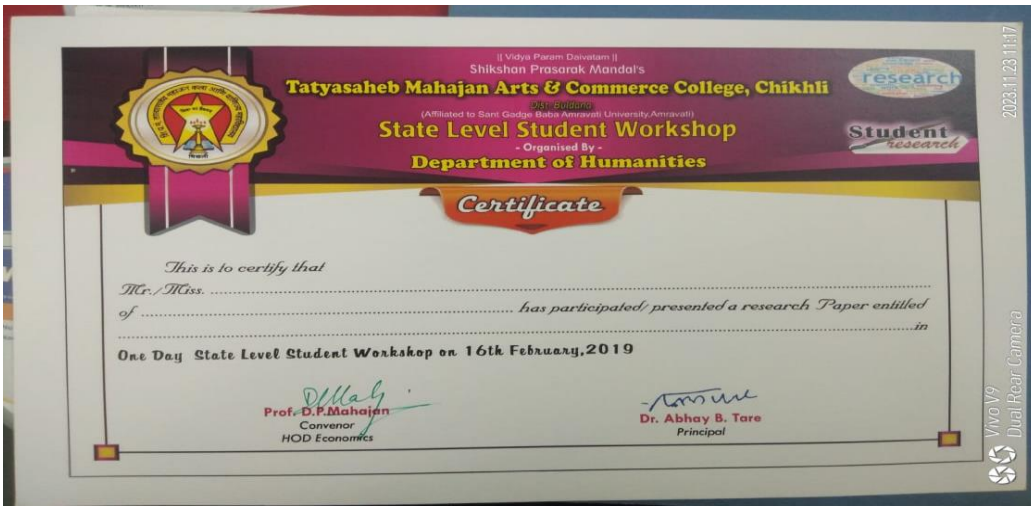 || Vidya Param Daivatam ||
Shikshan Prasarak Mandal's
Tatyasaheb Mahajan Arts & Commerce College, Chikhli
Distt. Buldana
(Affiliated to Sant Gadge Baba Amravati University,Amravati)
State Level Student Workshop
- Organised By -
Department of Humanities
research
Student
research
चिखली
Certificate
This is to certify that
Mr./Miss. ..........
of .......... has participated/ presented a research Paper entitled
..........in
One Day State Level Student Workshop on 16th February,2019
Prof. D.P.Mahajan
Convenor
HOD Economics
Dr. Abhay B. Tare
Principal
2023.11.23 11:17
Vivo V9
Dual Rear Camera